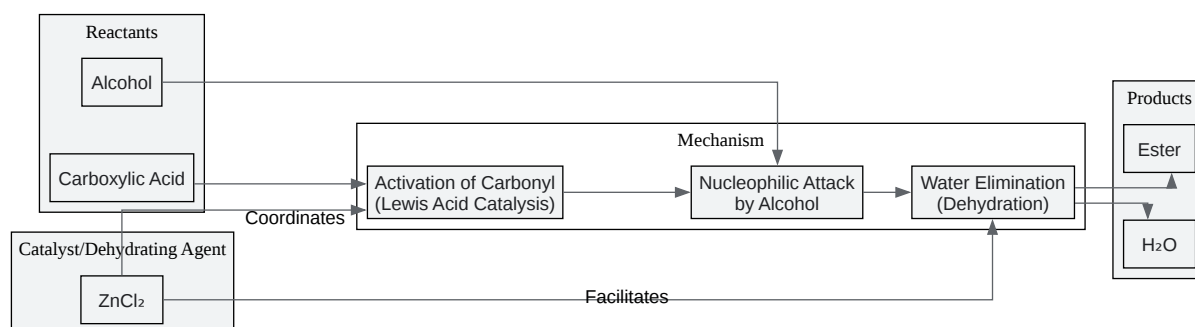 Reactants
Alcohol
Carboxylic Acid
Catalyst/Dehydrating Agent
ZnCl₂
Coordinates
Facilitates
Mechanism
Activation of Carbonyl
(Lewis Acid Catalysis)
Nucleophilic Attack
by Alcohol
Water Elimination
(Dehydration)
Products
Ester
H₂O